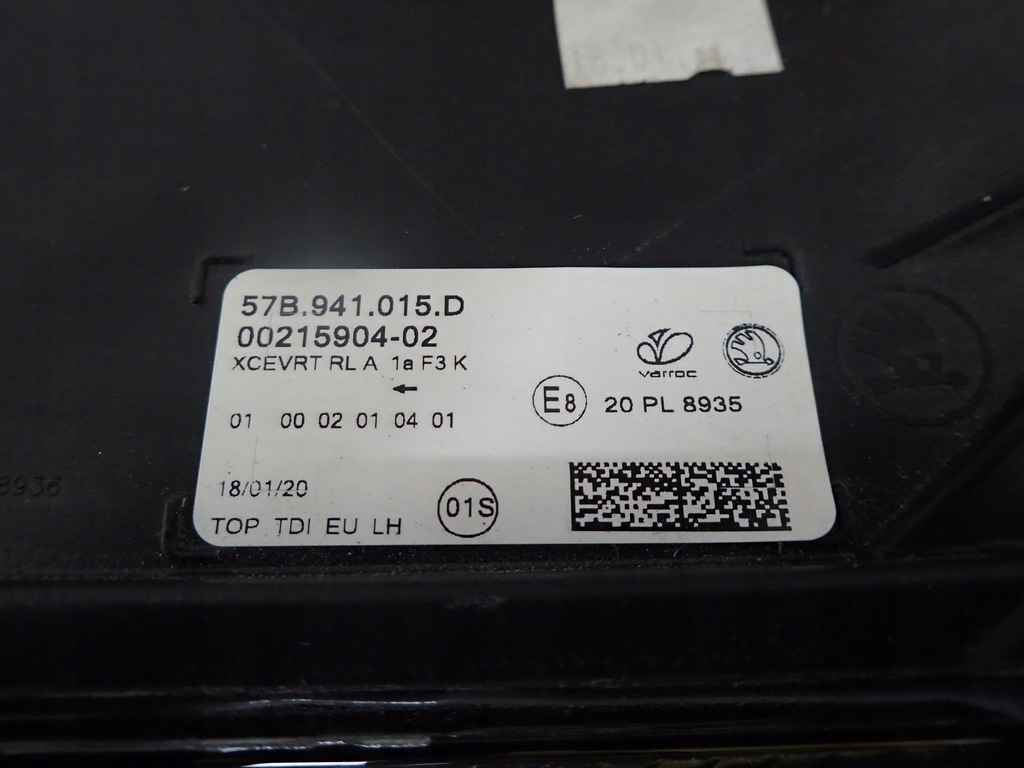 57B.941.015.D
00215904-02
XCEVRT RL A 1a F3 K
←
varroc
E8 20 PL 8935
01 00 02 01 04 01
18/01/20
01S
TOP TDI EU LH
8936